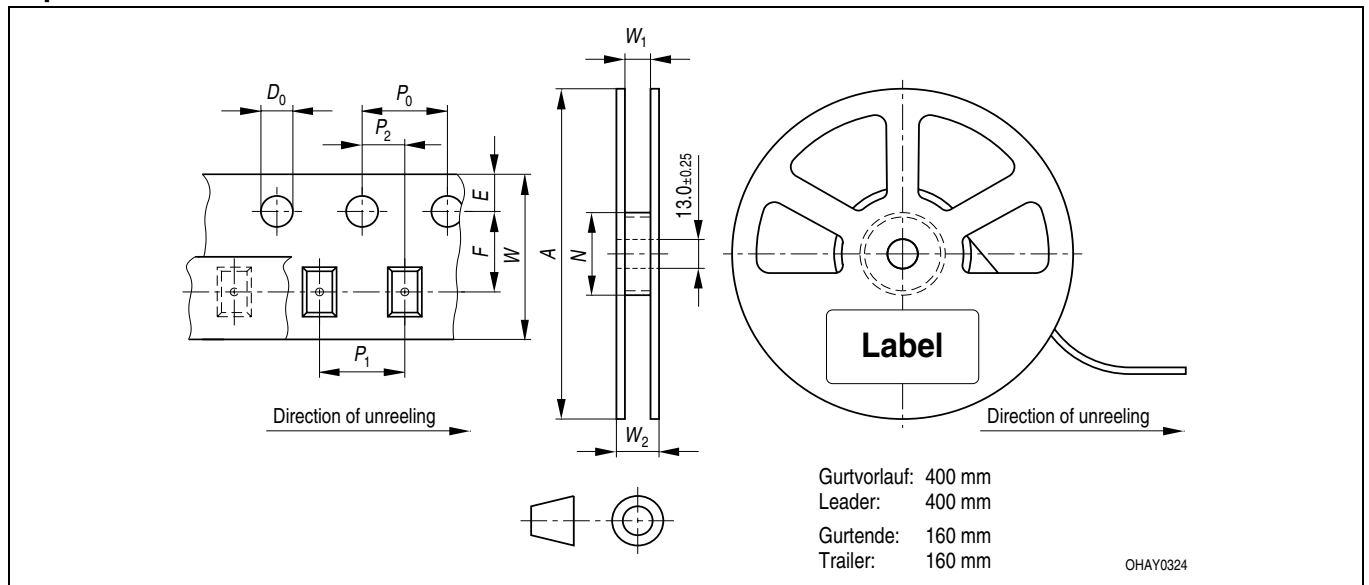 W1
D0
P0
P2
E
F
W
A
N
13.0±0.25
P1
Label
Direction of unreeling
Direction of unreeling
W2
Gurtvorlauf: 400 mm
Leader: 400 mm
Gurtende: 160 mm
Trailer: 160 mm
OHAY0324